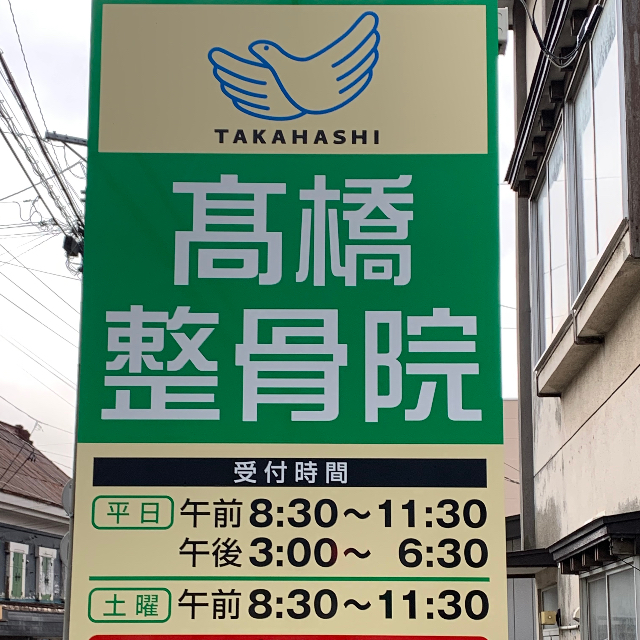 TAKAHASHI
髙橋
整骨院
受付時間
平日 午前 8:30～11:30
午後 3:00～ 6:30
土曜 午前 8:30～11:30